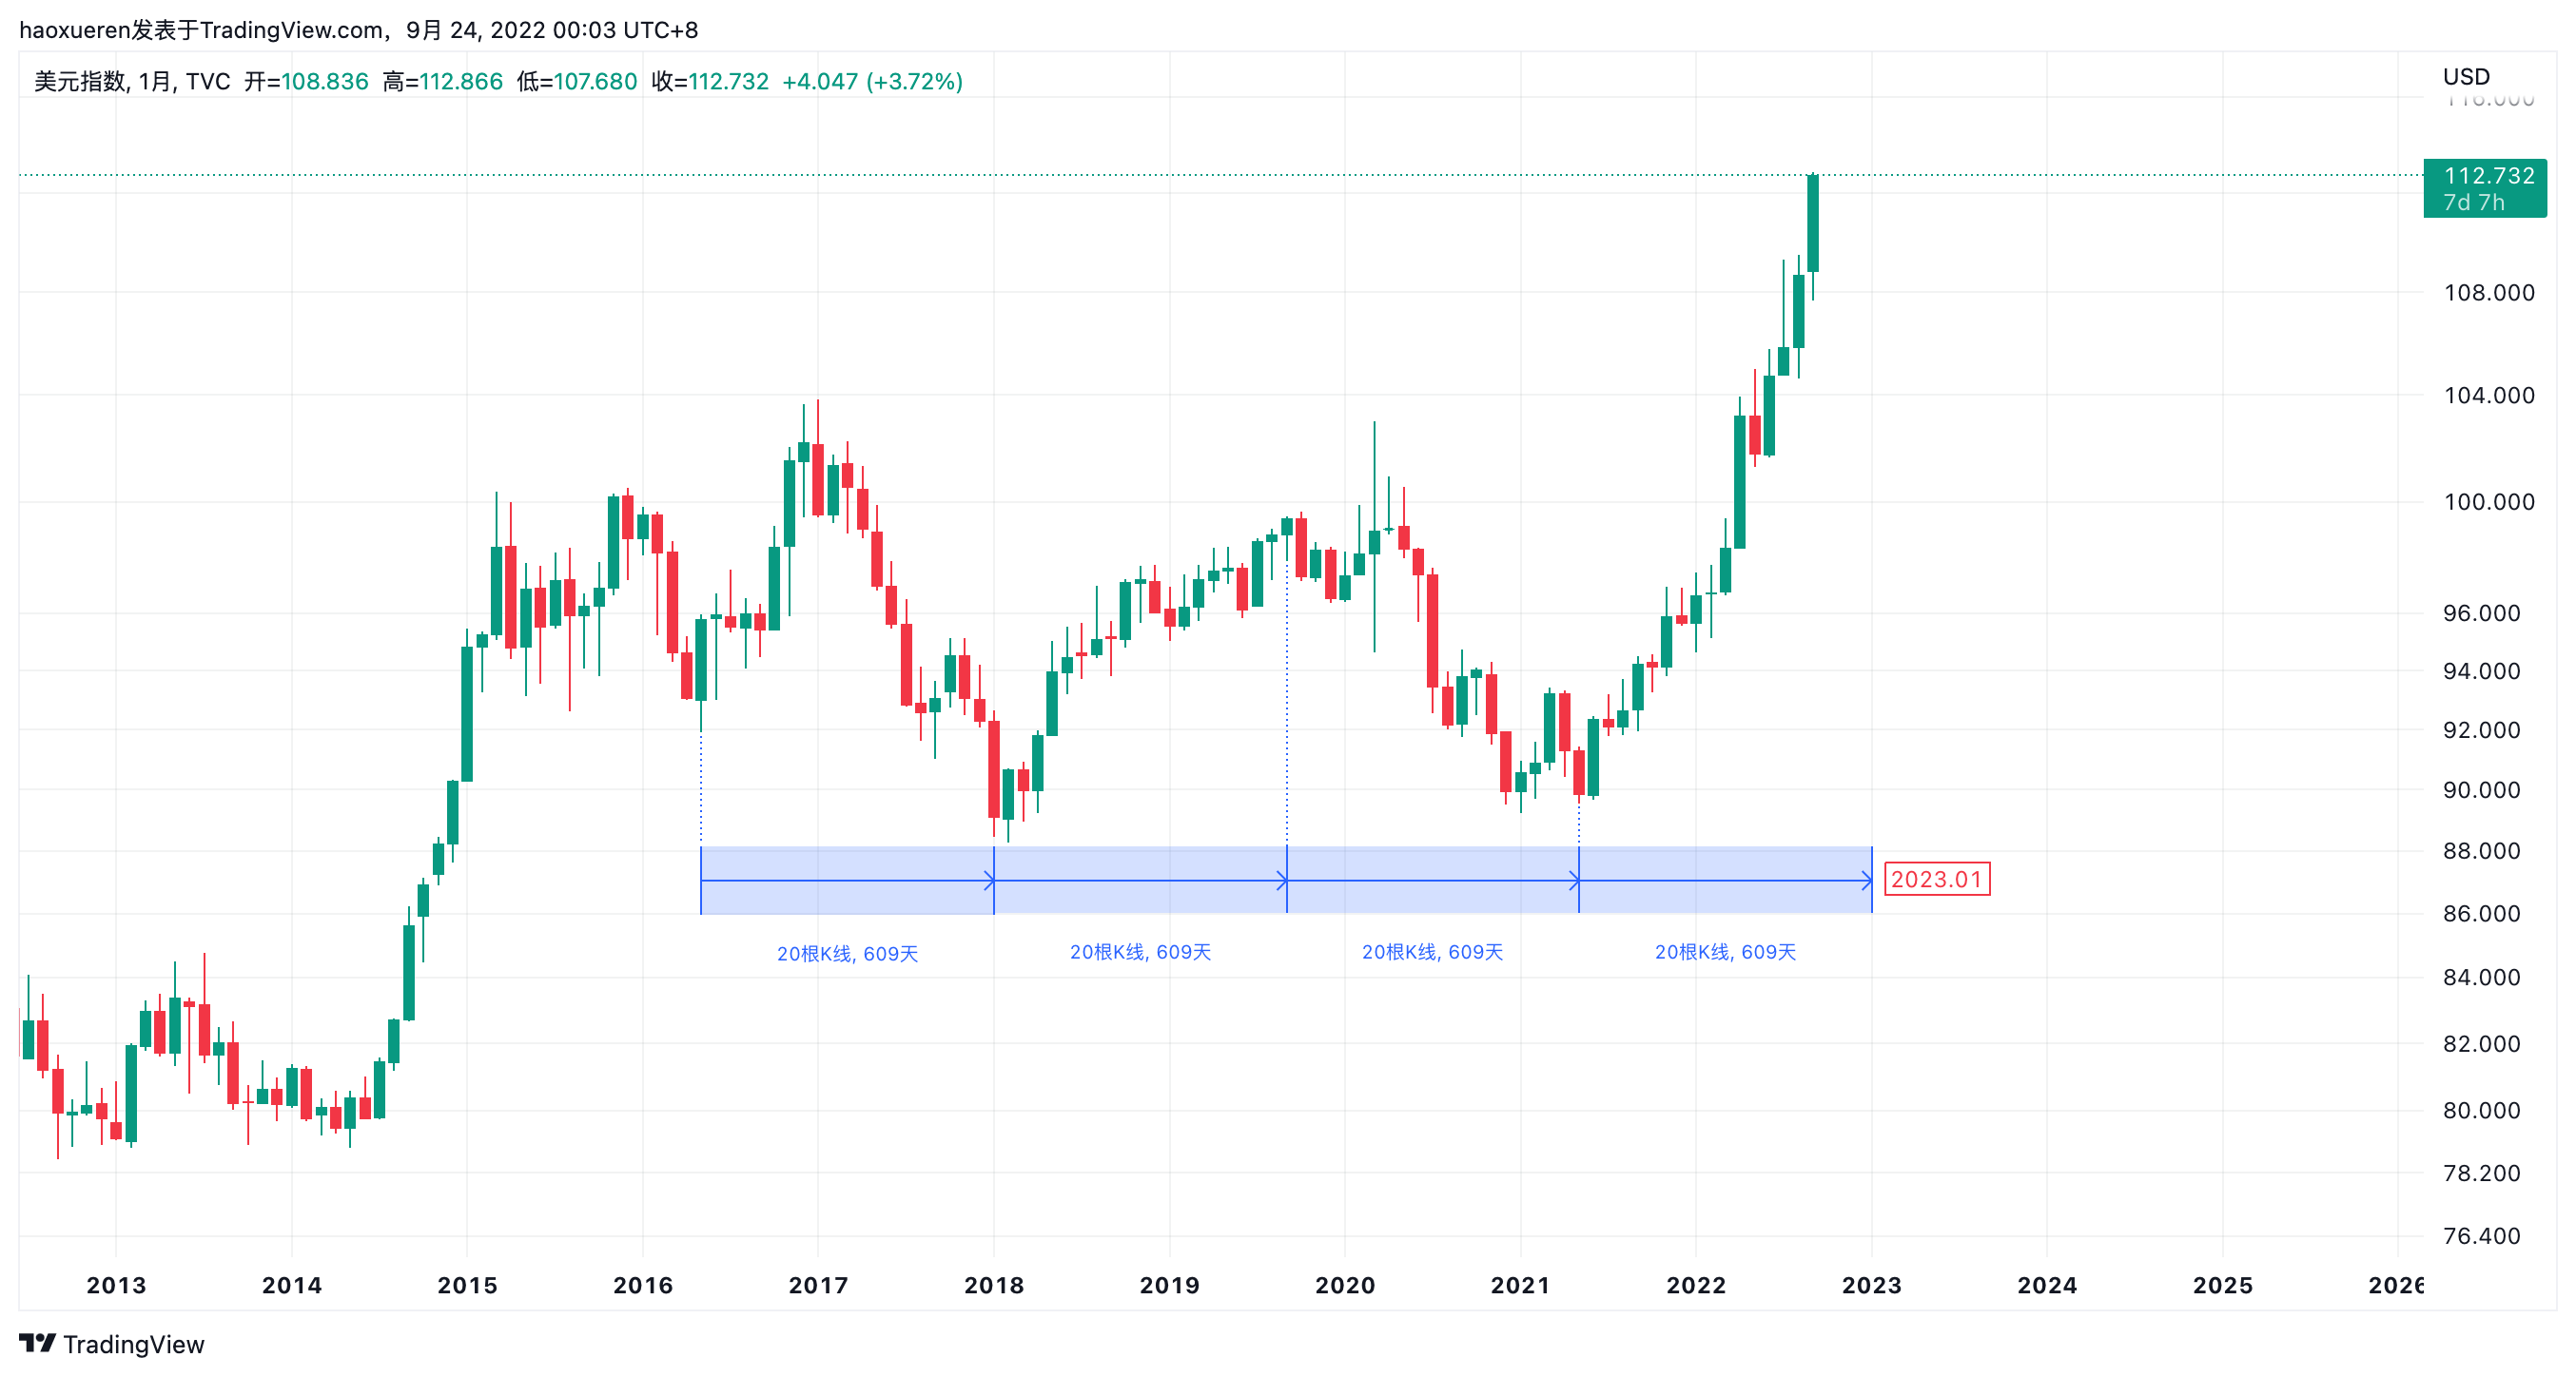 haoxueren发表于TradingView.com，9月 24, 2022 00:03 UTC+8
美元指数, 1月, TVC 开=108.836 高=112.866 低=107.680 收=112.732 +4.047 (+3.72%)
USD
116.000
112.732
7d 7h
108.000
104.000
100.000
96.000
94.000
92.000
90.000
88.000
2023.01
86.000
20根K线, 609天
20根K线, 609天
20根K线, 609天
20根K线, 609天
84.000
82.000
80.000
78.200
76.400
2013 2014 2015 2016 2017 2018 2019 2020 2021 2022 2023 2024 2025 2026
TradingView